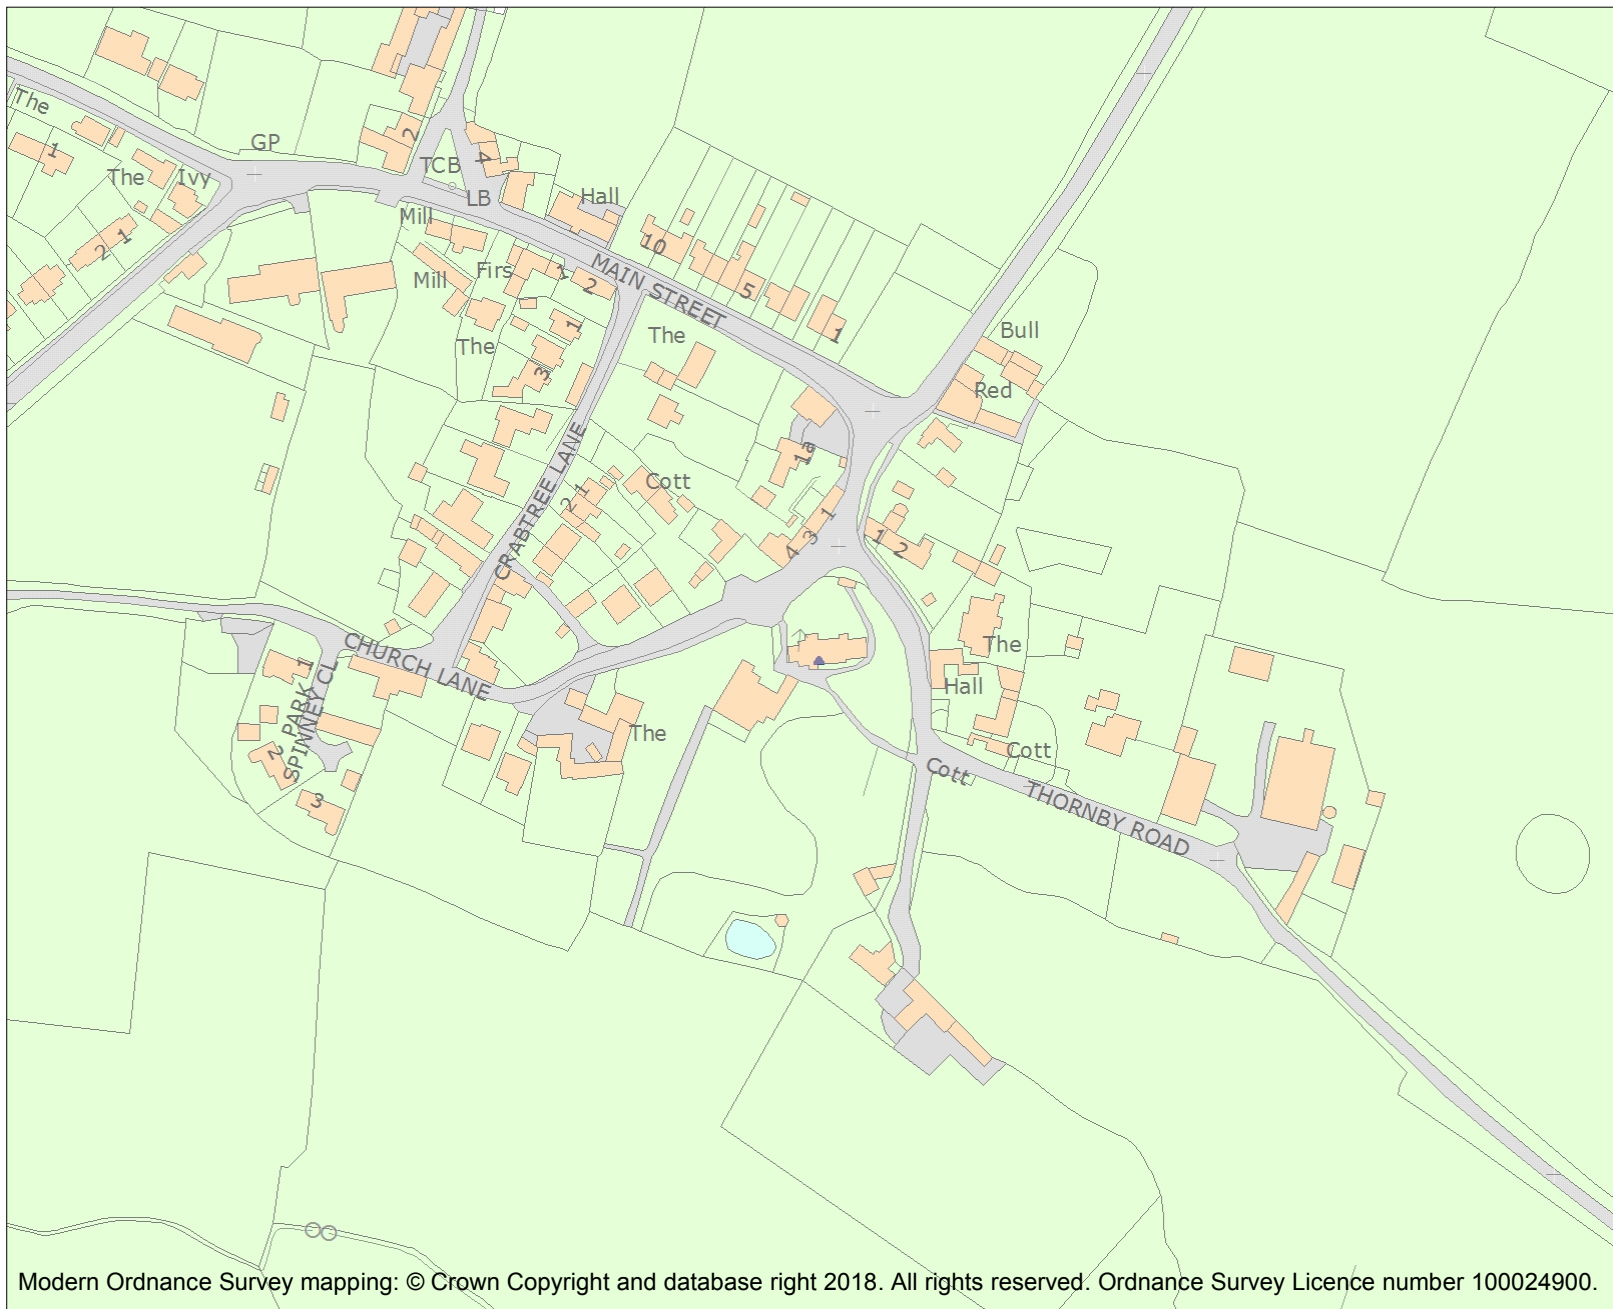 The
1
GP
2
TCB
4
The
Ivy
LB
Hall
Mill
2 1
10
MAIN STREET
Mill
Firs
1
2
5
1
The
1
The
Bull
3
Red
1a
Cott
CRABTREE LANE
2 1
1
3
4
1
2
CHURCH LANE
The
Hall
PARK
1
SPINNEY CL
2
3
The
Cott
Cott
THORNBY ROAD
Modern Ordnance Survey mapping: © Crown Copyright and database right 2018. All rights reserved. Ordnance Survey Licence number 100024900.